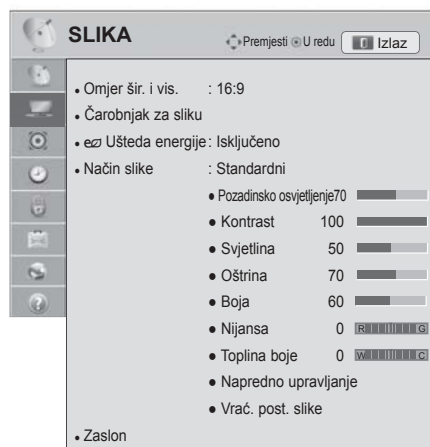 SLIKA Premjesti U redu Izlaz
• Omjer šir. i vis. : 16:9
• Čarobnjak za sliku
• Ušteda energije : Isključeno
• Način slike : Standardni
• Pozadinsko osvjetljenje70
• Kontrast 100
• Svjetlina 50
• Oštrina 70
• Boja 60
• Nijansa 0 R G
• Toplina boje 0 W C
• Napredno upravljanje
• Vrać. post. slike
• Zaslon